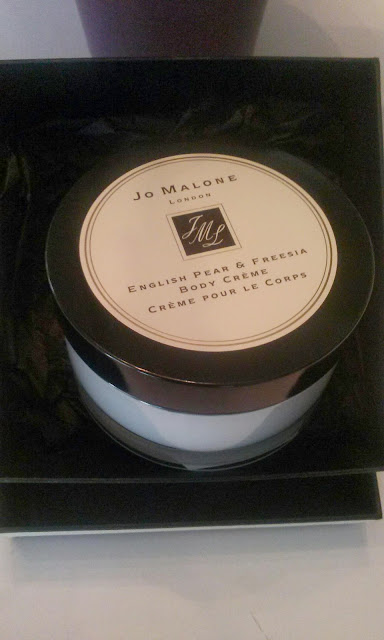 Jo Malone
London
JML
English Pear & Freesia
Body Crème
Crème pour le Corps